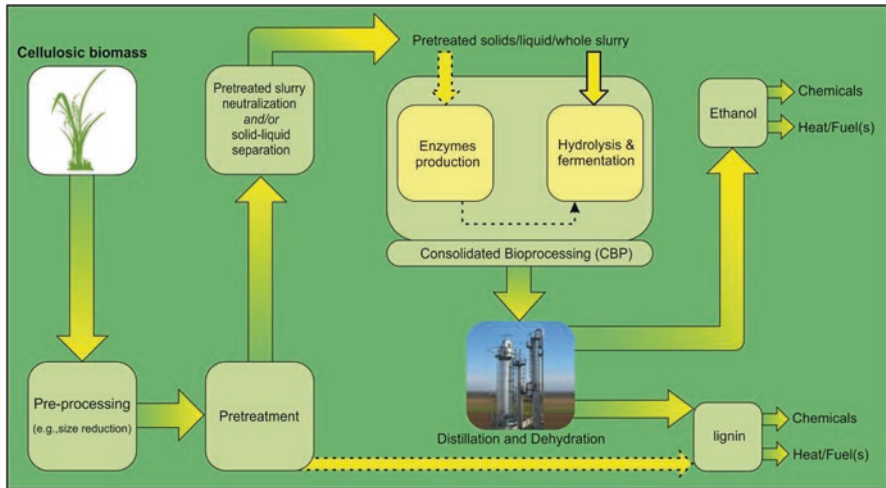 Cellulosic biomass
Pre-processing
(e.g.,size reduction)
Pretreatment
Pretreated slurry
neutralization
and/or
solid-liquid
separation
Pretreated solids/liquid/whole slurry
Enzymes
production
Hydrolysis &
fermentation
Consolidated Bioprocessing (CBP)
Distillation and Dehydration
Ethanol
Chemicals
Heat/Fuel(s)
lignin
Chemicals
Heat/Fuel(s)